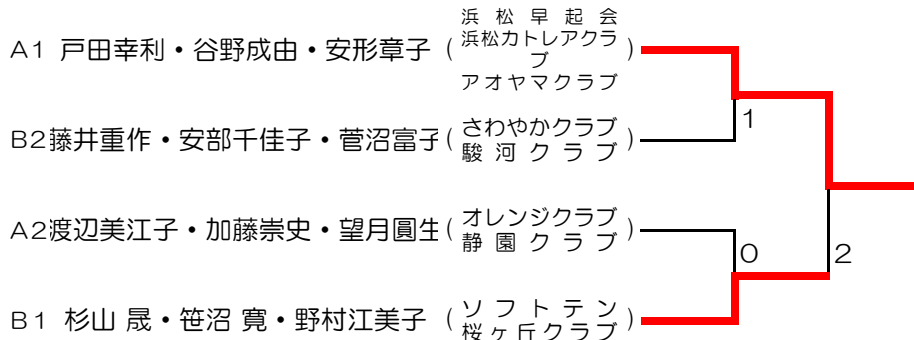 A1 戸田幸利・谷野成由・安形章子 (浜松早起会 浜松カトレアクラブ アオヤマクラブ)
1
B2藤井重作・安部千佳子・菅沼富子(さわやかクラブ 駿河クラブ)
A2渡辺美江子・加藤崇史・望月圓生(オレンジクラブ 静園クラブ)
0 2
B1 杉山 晟・笹沼 寛・野村江美子 (ソフトテン 桜ヶ丘クラブ)